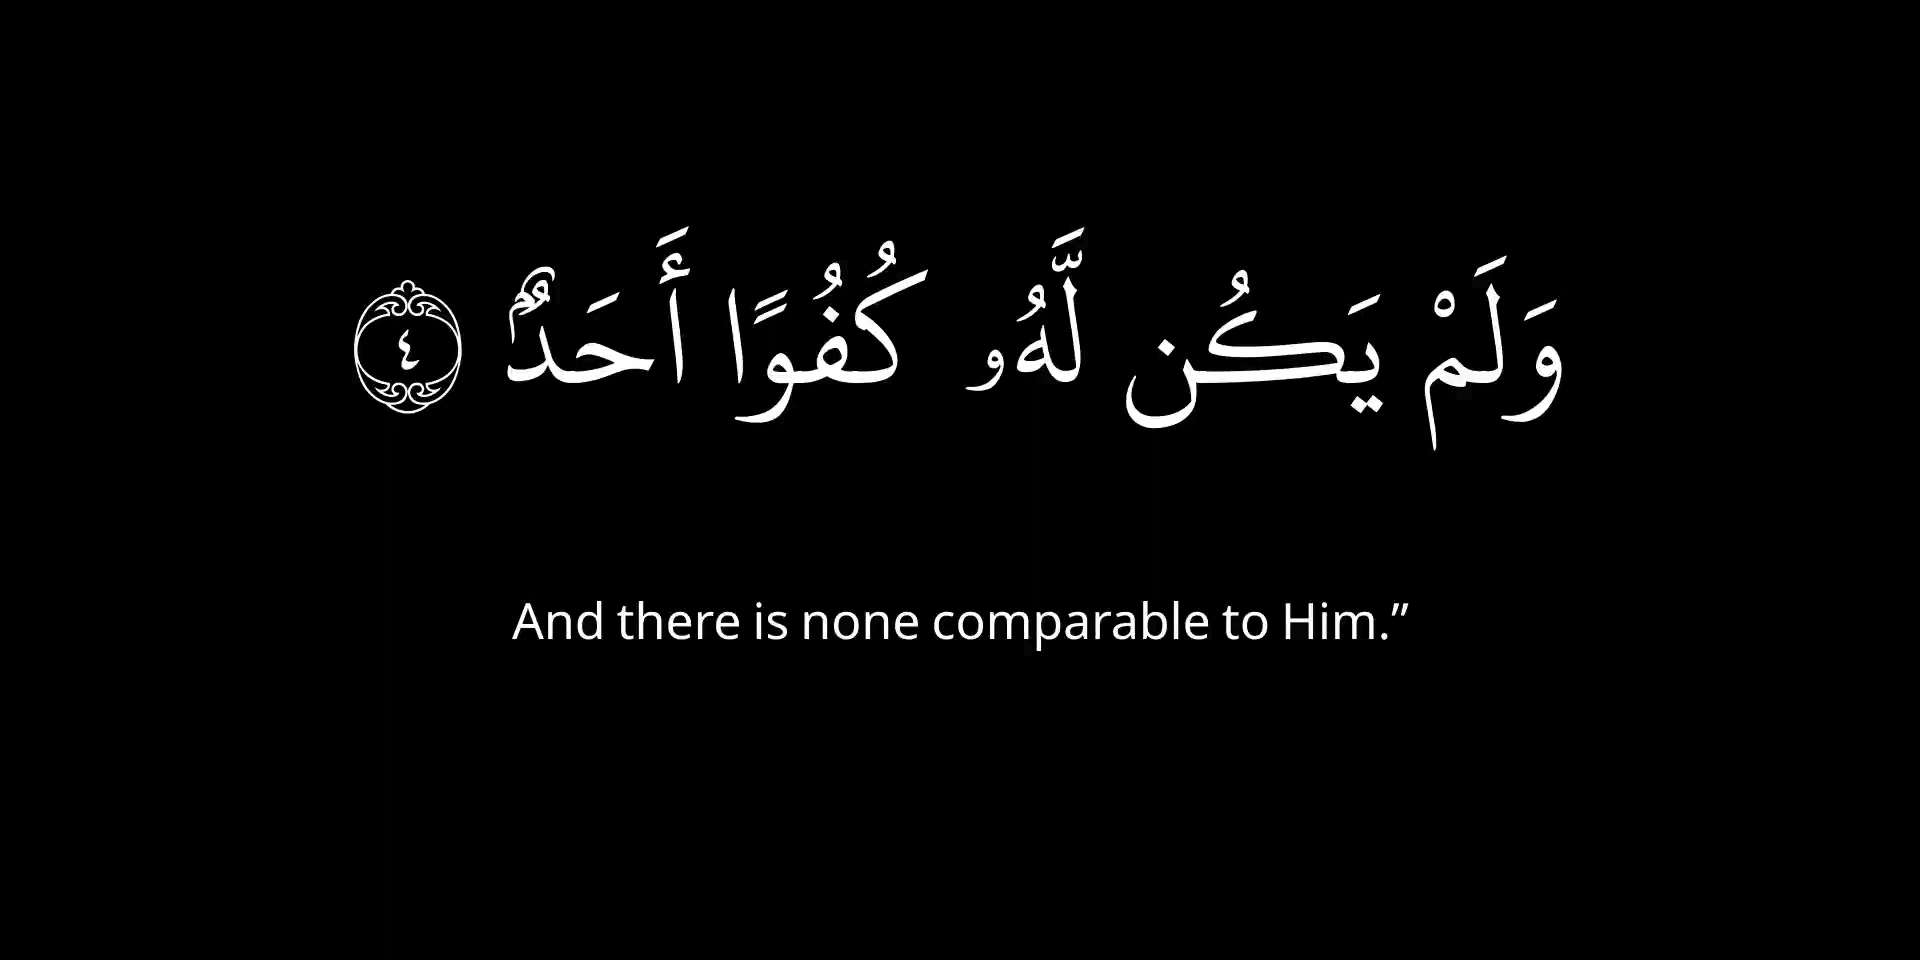 وَلَمْ يَكُن لَّهُۥ كُفُوًا أَحَدٌۢ ٤
And there is none comparable to Him.”